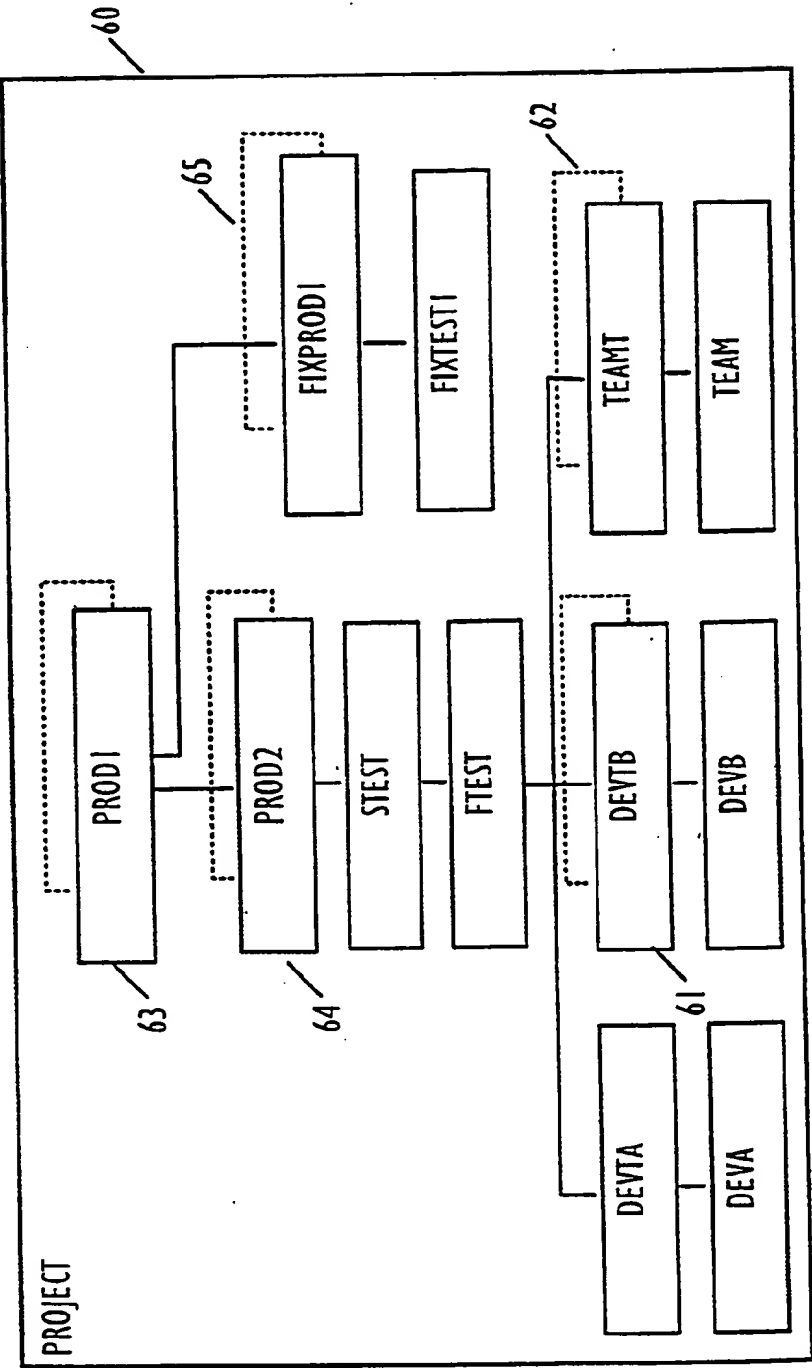 PROJECT
60
PROD1
63
65
PROD2
64
FIXPROD1
STEST
FIXTEST1
FTEST
62
DEVTA
DEVTB
61
TEAMT
DEVA
DEVB
TEAM